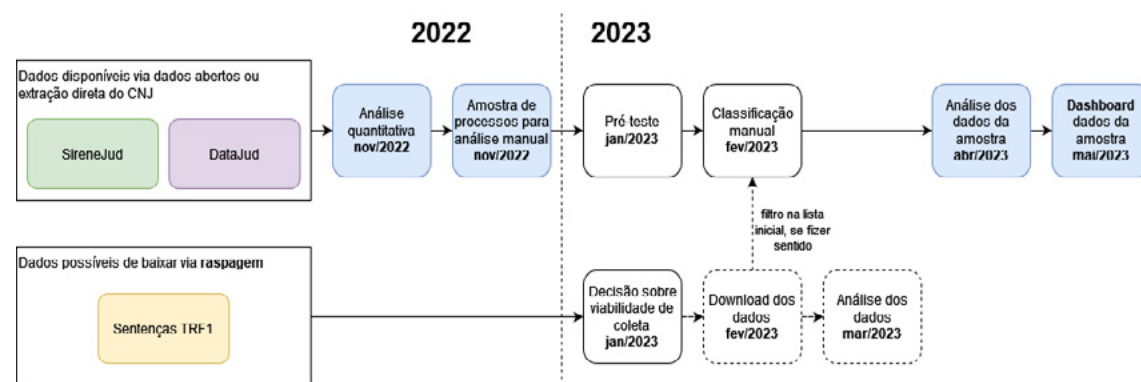 2022
2023
Dados disponíveis via dados abertos ou
extração direta do CNJ
SireneJud
DataJud
Análise
quantitativa
nov/2022
Amostra de
processos para
análise manual
nov/2022
Pré-teste
jan/2023
Classificação
manual
fev/2023
Análise dos
dados da
amostra
abr/2023
Dashboard
dados da
amostra
mai/2023
filtro na lista
inicial, se fizer
sentido
Dados possíveis de baixar via raspagem
Sentenças TRF1
Decisão sobre
viabilidade de
coleta
jan/2023
Download dos
dados
fev/2023
Análise dos
dados
mar/2023